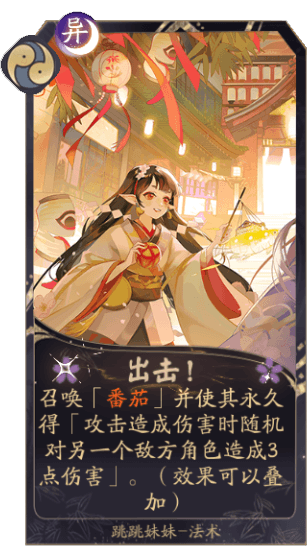 异
出击！
召唤「番茄」并使其永久
得「攻击造成伤害时随机
对另一个敌方角色造成3
点伤害」。（效果可以叠
加）
跳跳妹妹-法术